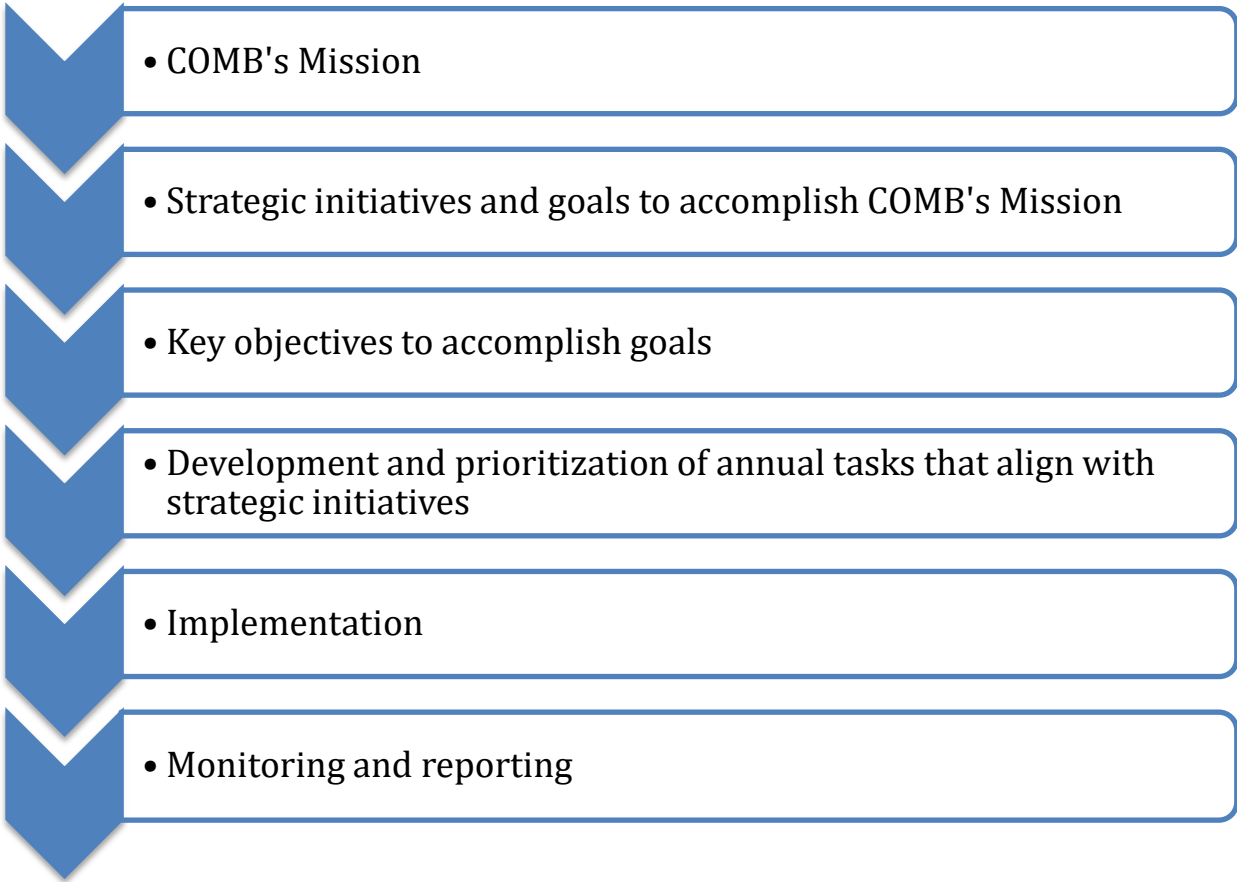 • COMB's Mission
• Strategic initiatives and goals to accomplish COMB's Mission
• Key objectives to accomplish goals
• Development and prioritization of annual tasks that align with
strategic initiatives
• Implementation
• Monitoring and reporting